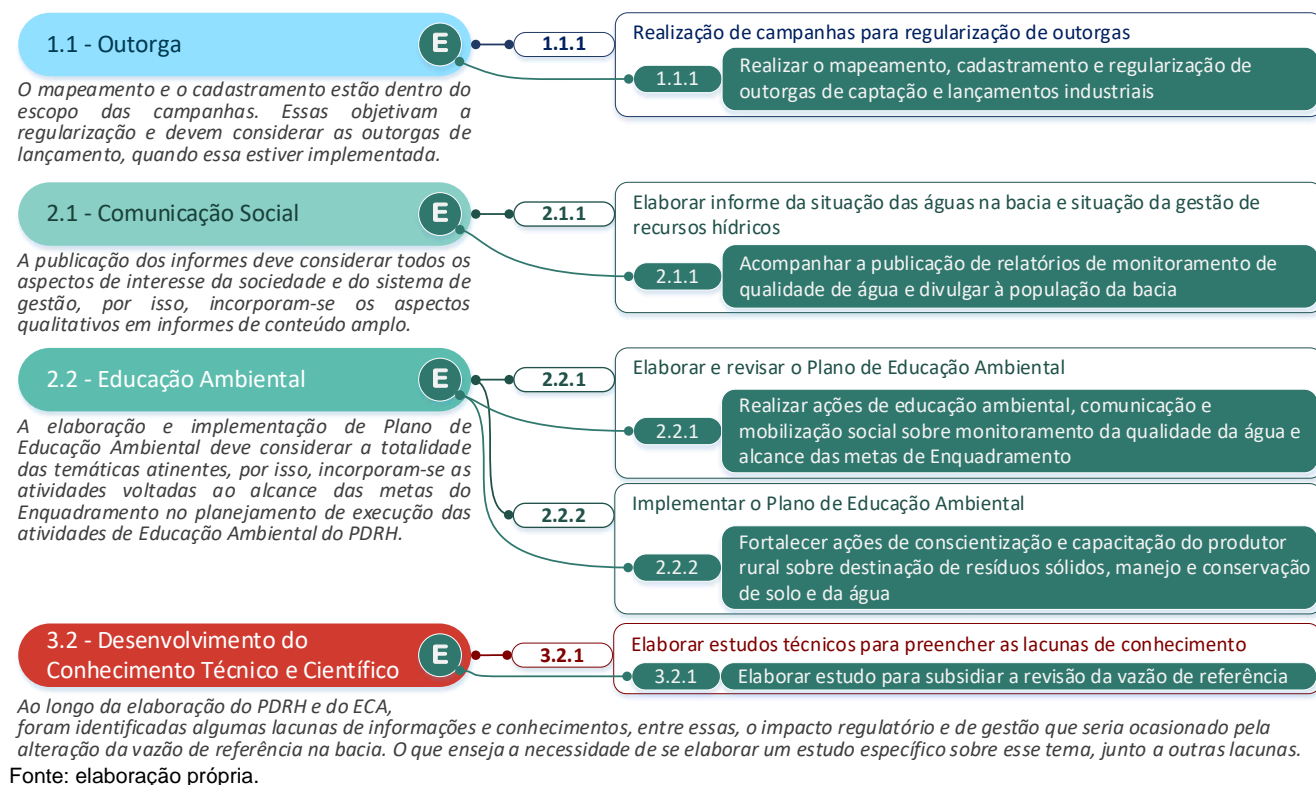 1.1 - Outorga
E
1.1.1
Realização de campanhas para regularização de outorgas
1.1.1
Realizar o mapeamento, cadastramento e regularização de
outorgas de captação e lançamentos industriais
O mapeamento e o cadastramento estão dentro do
escopo das campanhas. Essas objetivam a
regularização e devem considerar as outorgas de
lançamento, quando essa estiver implementada.
2.1 - Comunicação Social
E
2.1.1
Elaborar informe da situação das águas na bacia e situação da gestão de
recursos hídricos
2.1.1
Acompanhar a publicação de relatórios de monitoramento de
qualidade de água e divulgar à população da bacia
A publicação dos informes deve considerar todos os
aspectos de interesse da sociedade e do sistema de
gestão, por isso, incorporam-se os aspectos
qualitativos em informes de conteúdo amplo.
2.2 - Educação Ambiental
E
2.2.1
Elaborar e revisar o Plano de Educação Ambiental
2.2.1
Realizar ações de educação ambiental, comunicação e
mobilização social sobre monitoramento da qualidade da água e
alcance das metas de Enquadramento
A elaboração e implementação de Plano de
Educação Ambiental deve considerar a totalidade
das temáticas atinentes, por isso, incorporam-se as
atividades voltadas ao alcance das metas do
Enquadramento no planejamento de execução das
atividades de Educação Ambiental do PDRH.
2.2.2
Implementar o Plano de Educação Ambiental
2.2.2
Fortalecer ações de conscientização e capacitação do produtor
rural sobre destinação de resíduos sólidos, manejo e conservação
de solo e da água
3.2 - Desenvolvimento do
Conhecimento Técnico e Científico
E
3.2.1
Elaborar estudos técnicos para preencher as lacunas de conhecimento
3.2.1
Elaborar estudo para subsidiar a revisão da vazão de referência
Ao longo da elaboração do PDRH e do ECA,
foram identificadas algumas lacunas de informações e conhecimentos, entre essas, o impacto regulatório e de gestão que seria ocasionado pela
alteração da vazão de referência na bacia. O que enseja a necessidade de se elaborar um estudo específico sobre esse tema, junto a outras lacunas.
Fonte: elaboração própria.